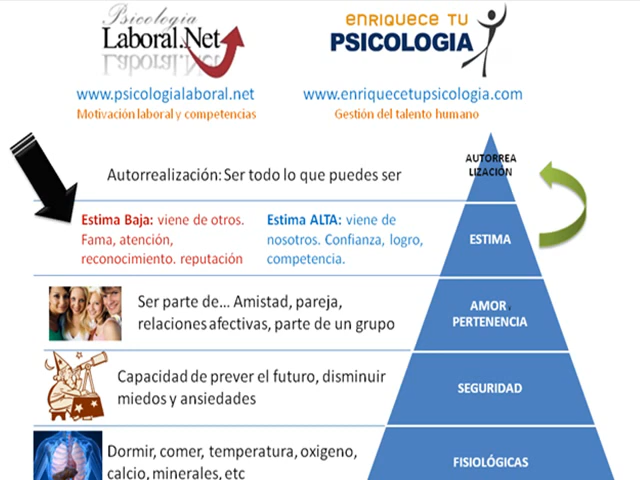 Psicologia
Laboral.Net
ENRIQUECE TU
PSICOLOGIA
www.psicologialaboral.net
www.enriquecetupsicologia.com
Motivación laboral y competencias
Gestión del talento humano
Autorrealización: Ser todo lo que puedes ser
AUTORREA
LIZACIÓN
Estima Baja: viene de otros.
Fama, atención,
reconocimiento. reputación
Estima ALTA: viene de
nosotros. Confianza, logro,
competencia.
ESTIMA
Ser parte de... Amistad, pareja,
relaciones afectivas, parte de un grupo
AMOR Y
PERTENENCIA
Capacidad de prever el futuro, disminuir
miedos y ansiedades
SEGURIDAD
Dormir, comer, temperatura, oxigeno,
calcio, minerales, etc
FISIOLÓGICAS